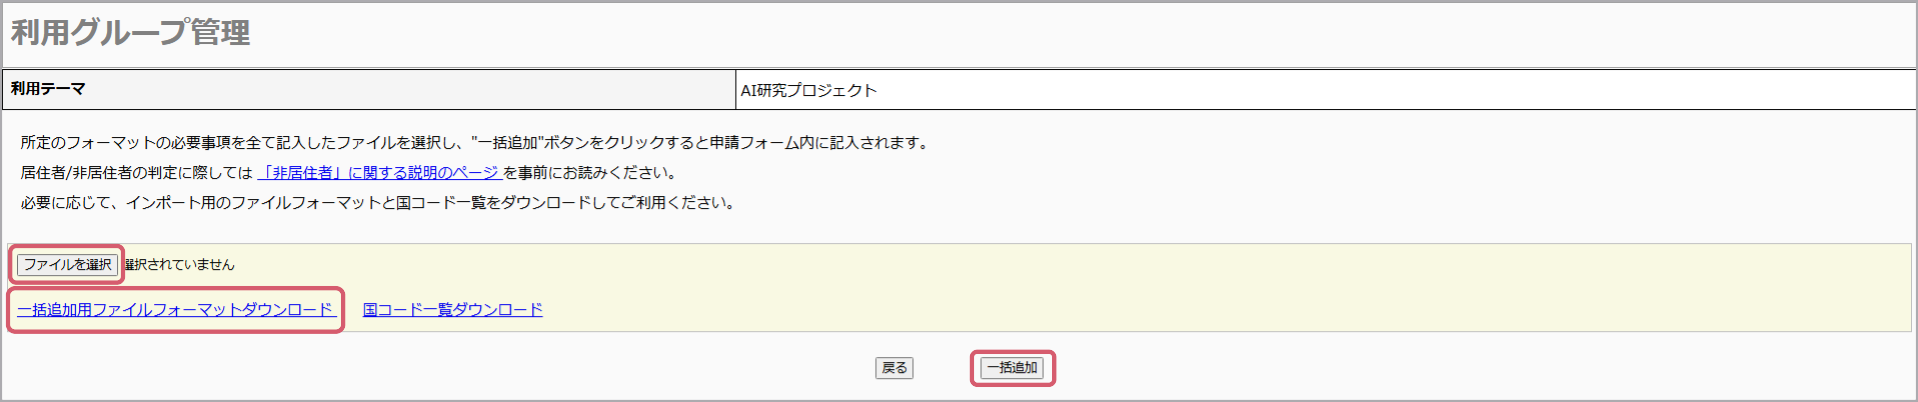 利用グループ管理
利用テーマ
AI研究プロジェクト
所定のフォーマットの必要事項を全て記入したファイルを選択し、"一括追加"ボタンをクリックすると申請フォーム内に記入されます。
居住者/非居住者の判定に際しては 「非居住者」に関する説明のページ を事前にお読みください。
必要に応じて、インポート用のファイルフォーマットと国コード一覧をダウンロードしてご利用ください。
ファイルを選択 選択されていません
一括追加用ファイルフォーマットダウンロード 国コード一覧ダウンロード
戻る 一括追加